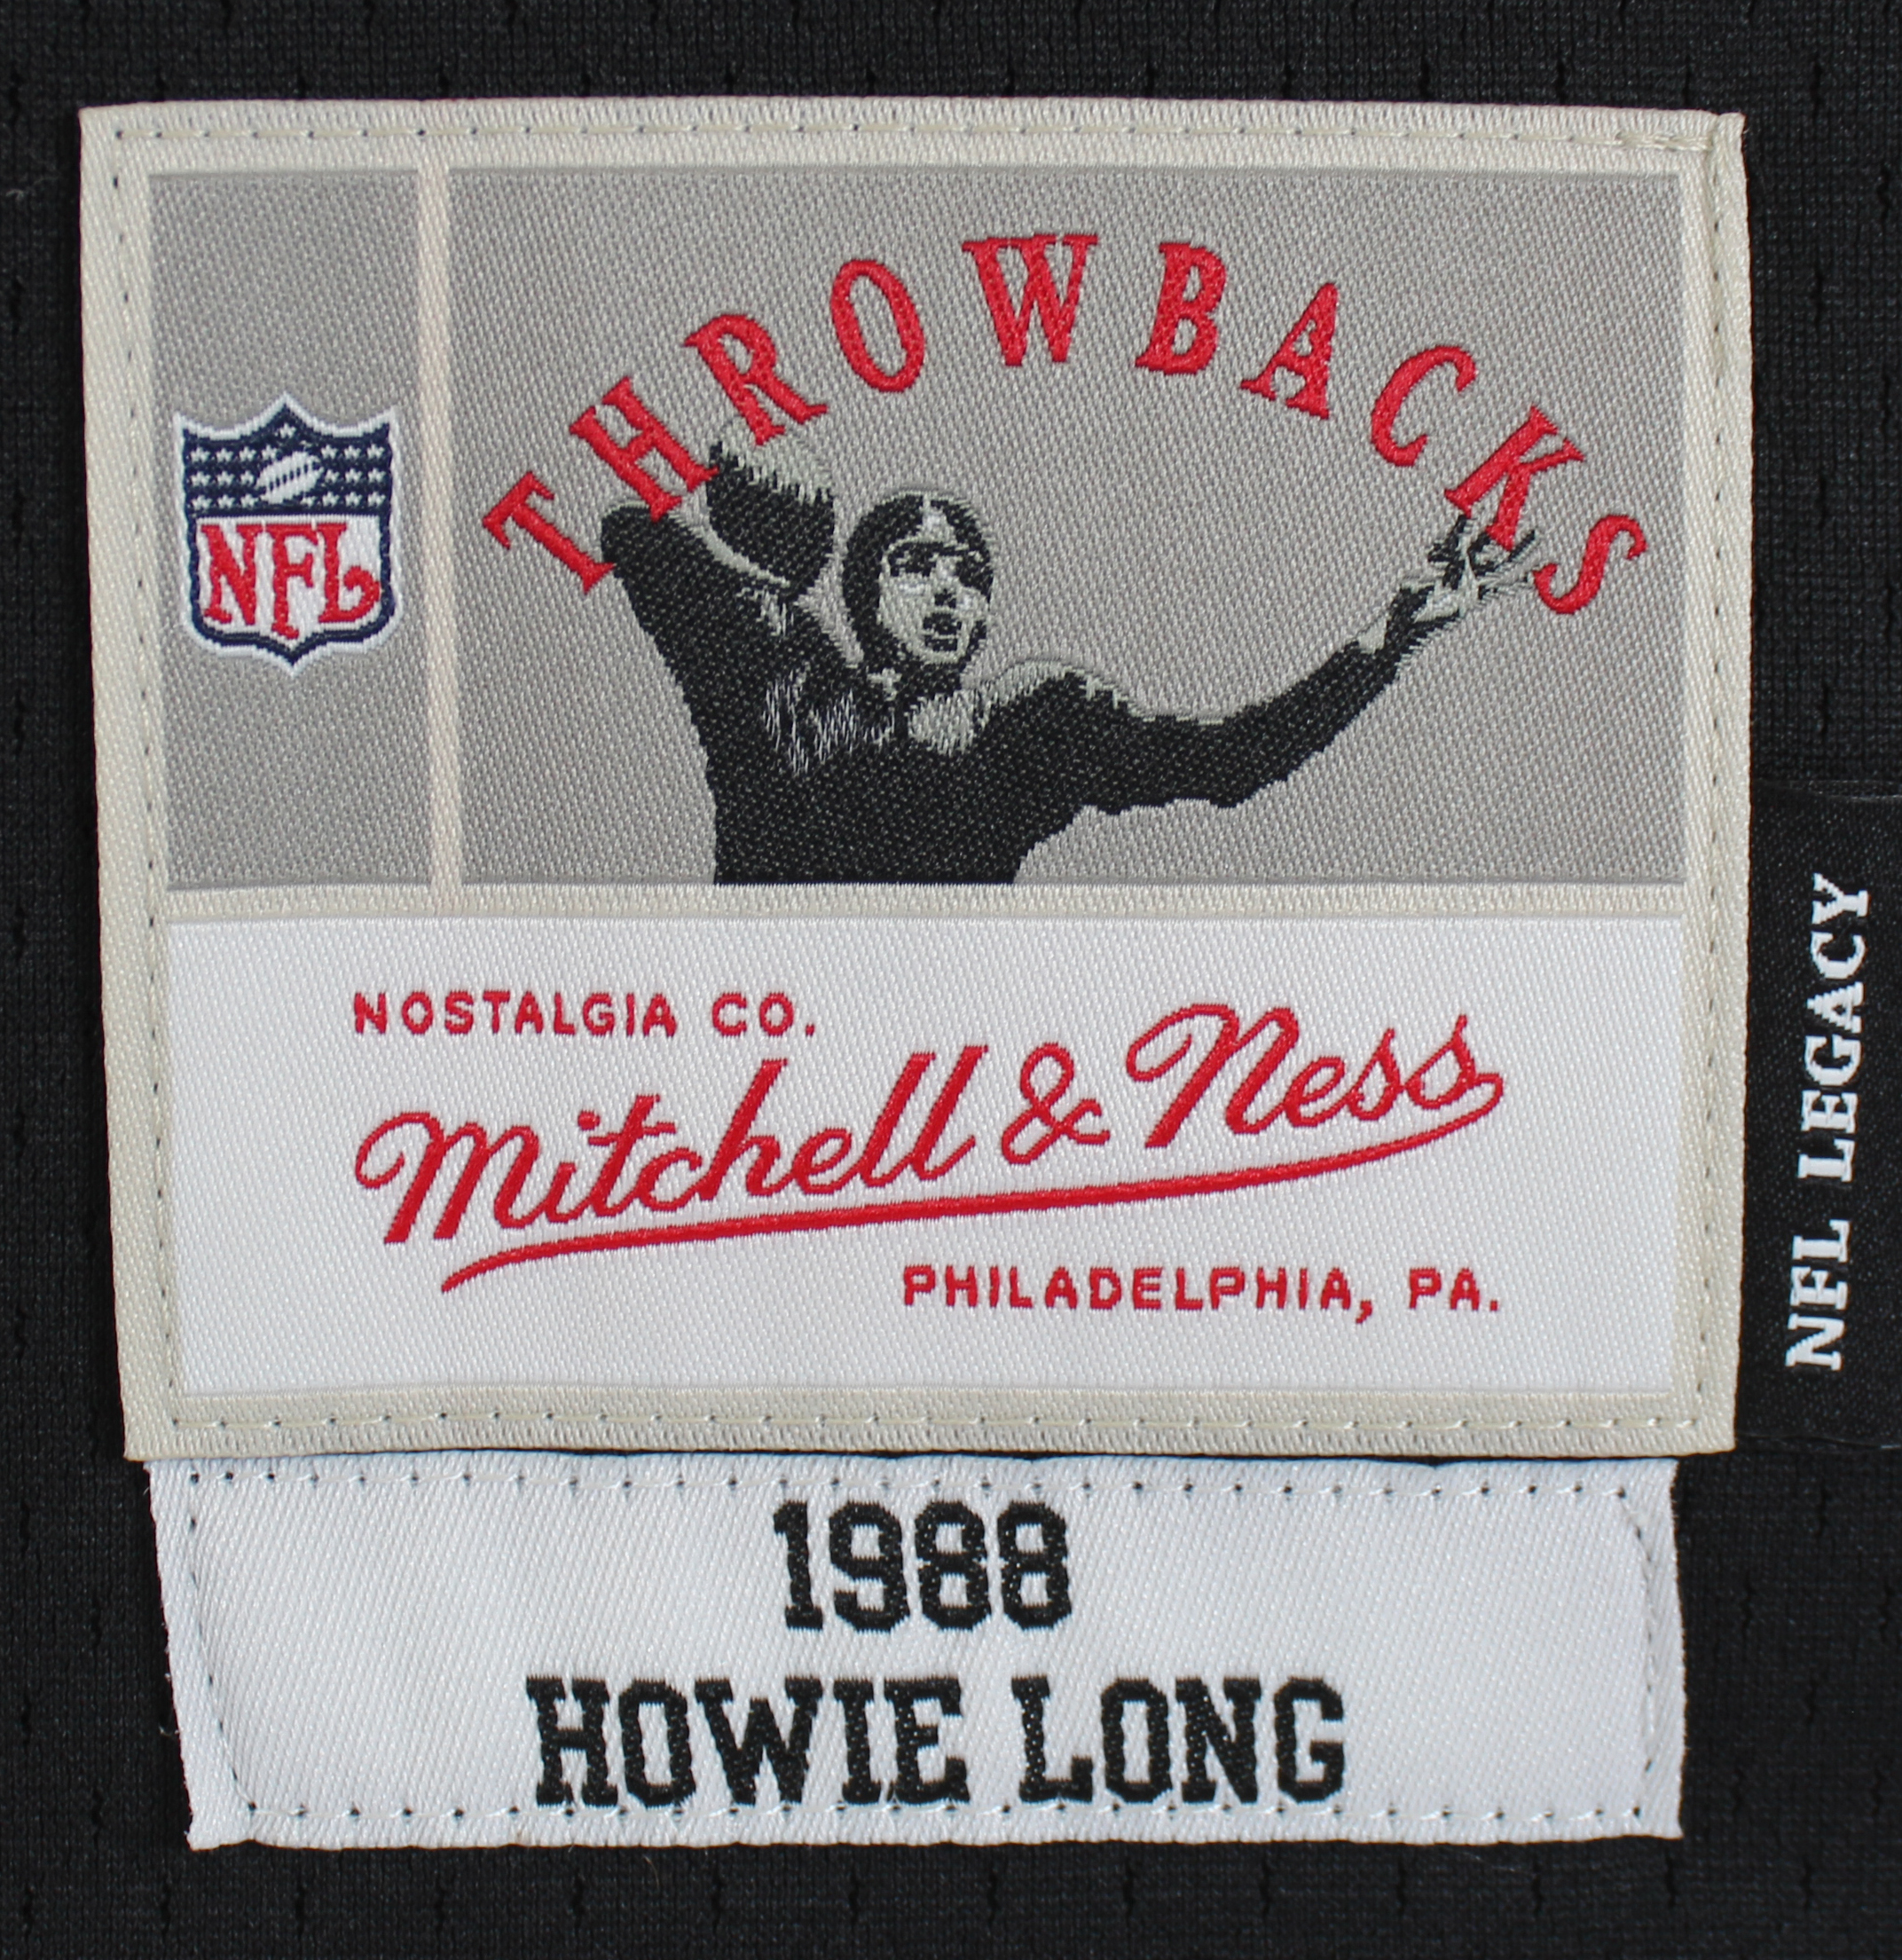 THROWBACKS
NFL
NOSTALGIA CO.
Mitchell & Ness
PHILADELPHIA, PA.
NFL LEGACY
1988
HOWIE LONG